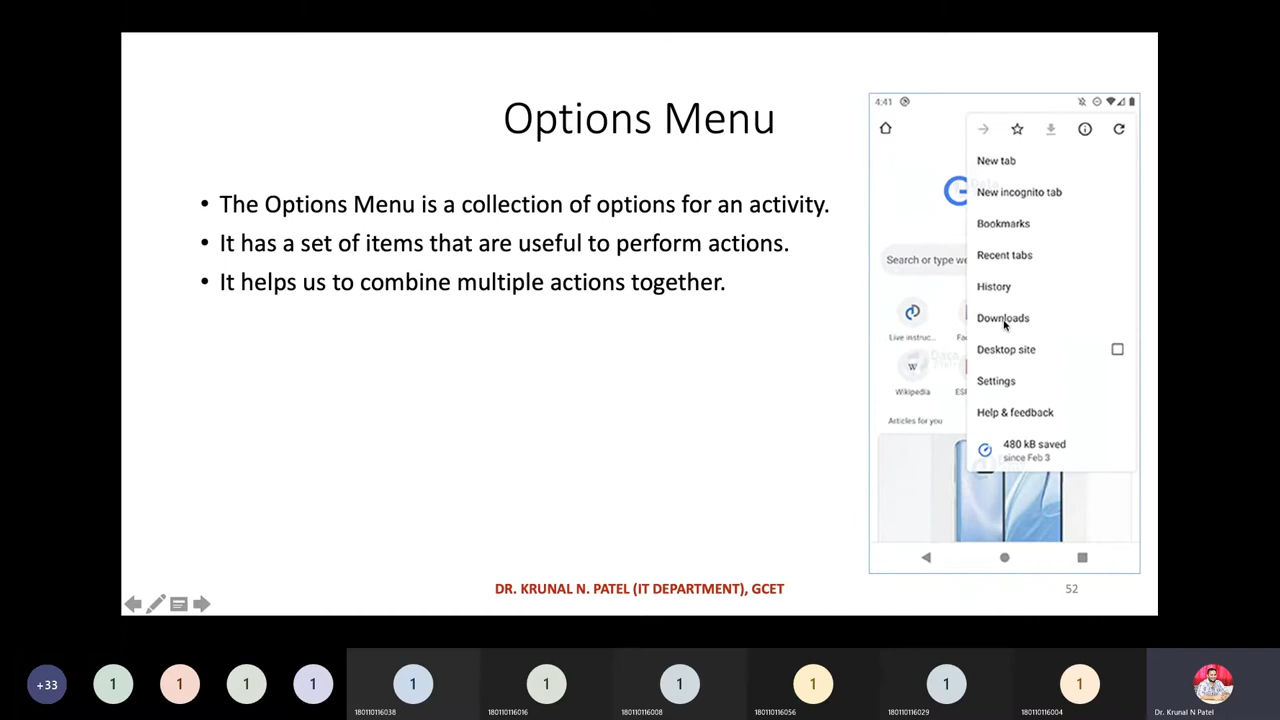 Options Menu
• The Options Menu is a collection of options for an activity.
• It has a set of items that are useful to perform actions.
• It helps us to combine multiple actions together.
4:41
New tab
New incognito tab
Bookmarks
Search or type we
Recent tabs
History
Downloads
Live instruc...
Desktop site
Settings
Wikipedia
ESP
Help & feedback
Articles for you
480 kB saved
since Feb 3
DR. KRUNAL N. PATEL (IT DEPARTMENT), GCET
52
+33
1
1
1
1
1
1
1
1
1
1
180110116038
180110116016
180110116008
180110116056
180110116029
180110116004
Dr. Krunal N Patel